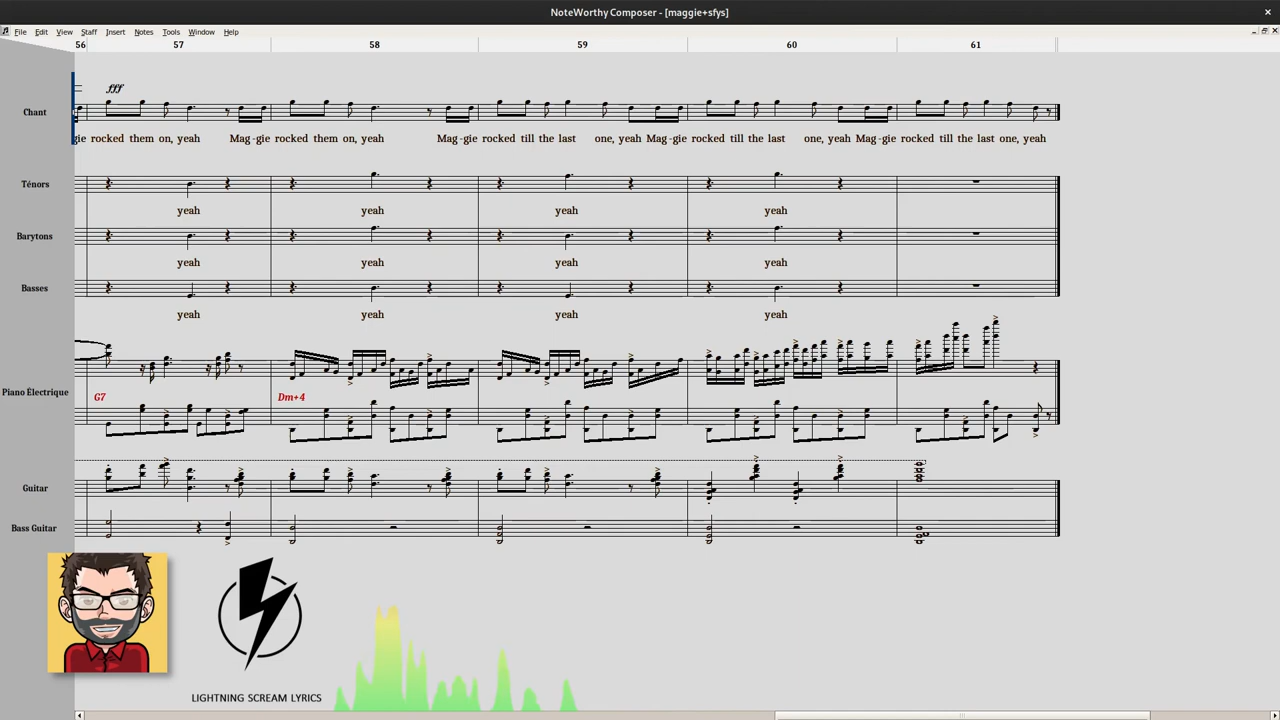 NoteWorthy Composer - [maggie+sfys]
File Edit View Staff Insert Notes Tools Window Help
56 57 58 59 60 61
fff
Chant
gie rocked them on, yeah Mag-gie rocked them on, yeah Mag-gie rocked till the last one, yeah Mag-gie rocked till the last one, yeah Mag-gie rocked till the last one, yeah
Ténors
yeah yeah yeah yeah
Barytons
yeah yeah yeah yeah
Basses
yeah yeah yeah yeah
Piano Électrique
G7 Dm+4
Guitar
Bass Guitar
LIGHTNING SCREAM LYRICS